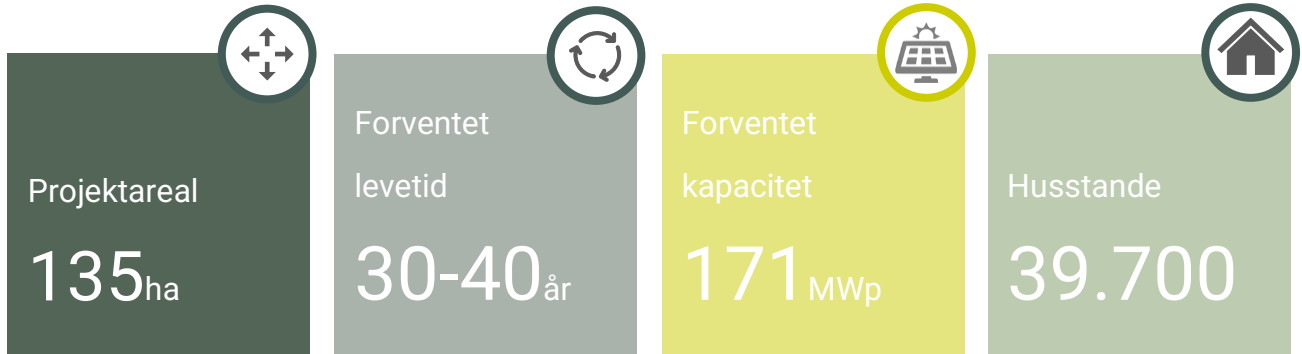 Projektareal
135ha
Forventet
levetid
30-40år
Forventet
kapacitet
171MWp
Husstande
39.700